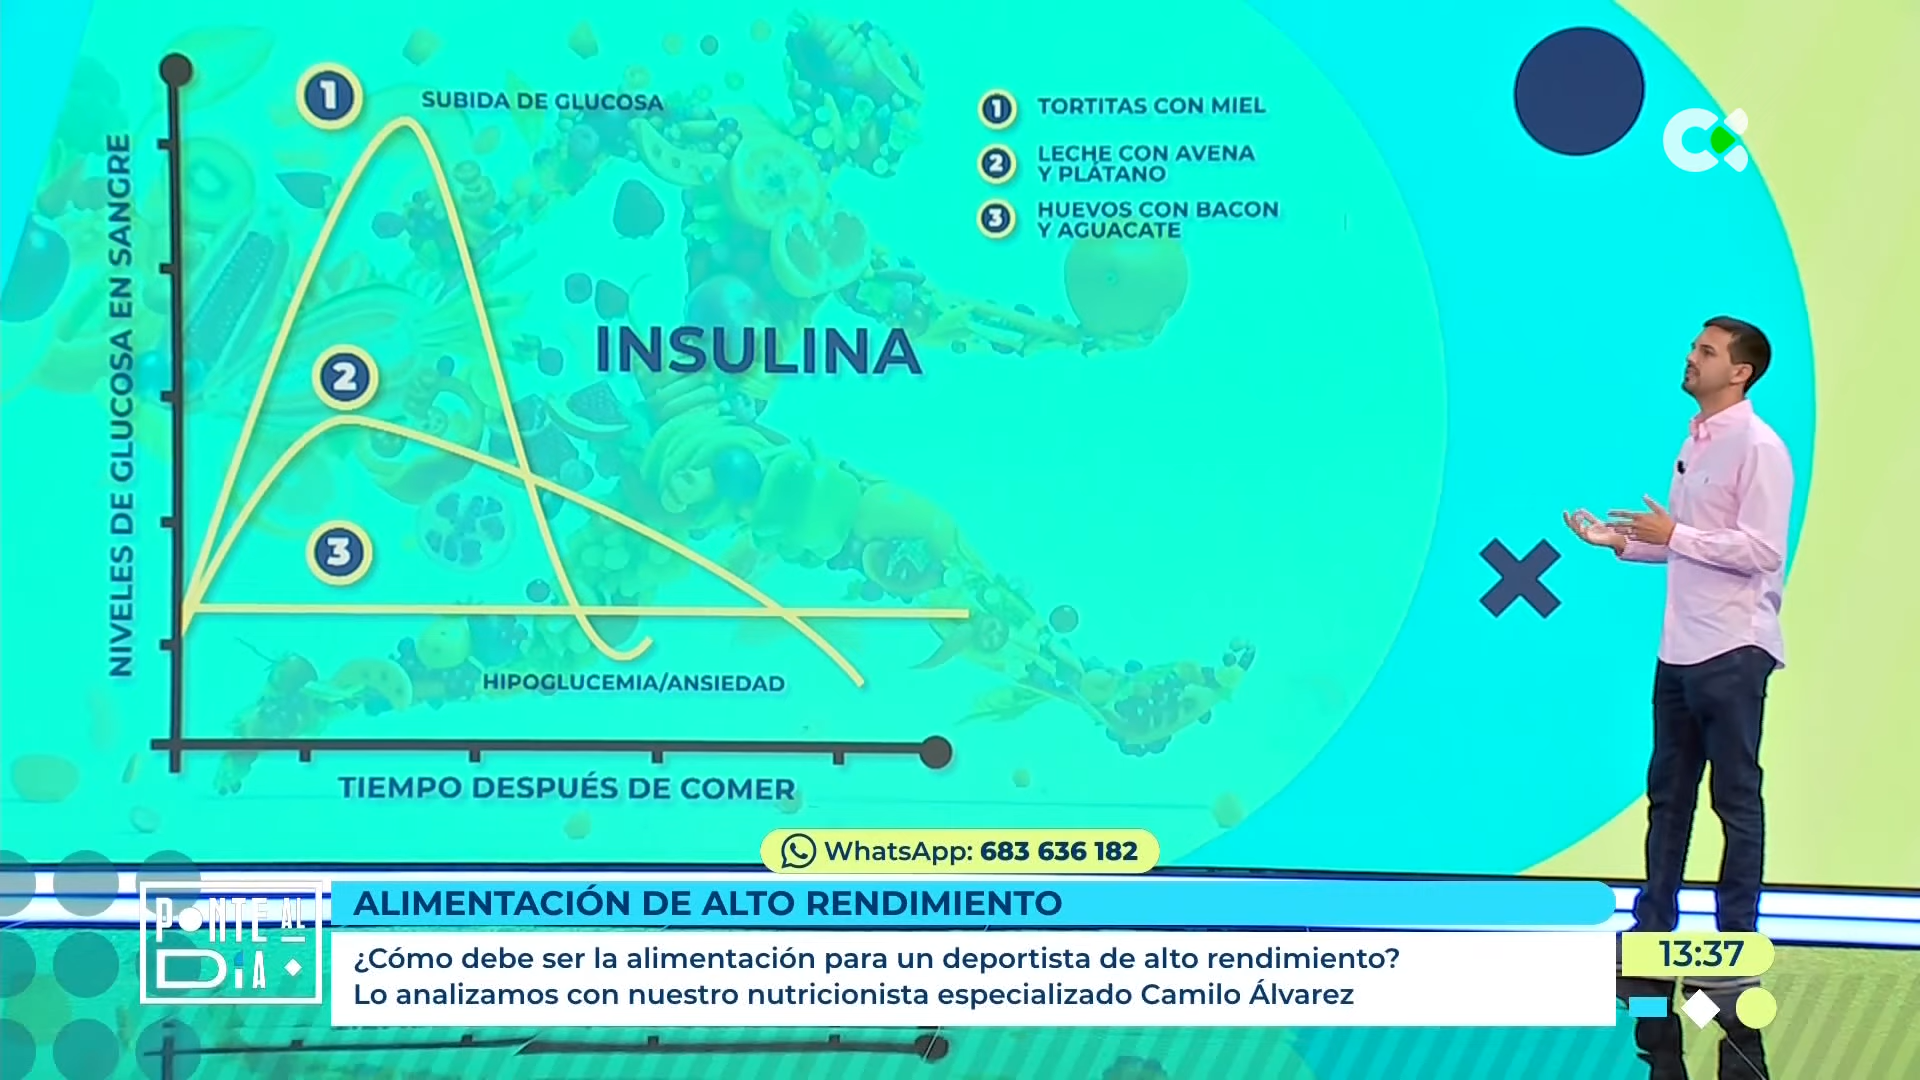 1
SUBIDA DE GLUCOSA
NIVELES DE GLUCOSA EN SANGRE
2
3
INSULINA
HIPOGLUCEMIA/ANSIEDAD
TIEMPO DESPUÉS DE COMER
1 TORTITAS CON MIEL
2 LECHE CON AVENA
Y PLÁTANO
3 HUEVOS CON BACON
Y AGUACATE
WhatsApp: 683 636 182
PONTE AL
DÍA
ALIMENTACIÓN DE ALTO RENDIMIENTO
¿Cómo debe ser la alimentación para un deportista de alto rendimiento?
Lo analizamos con nuestro nutricionista especializado Camilo Álvarez
13:37